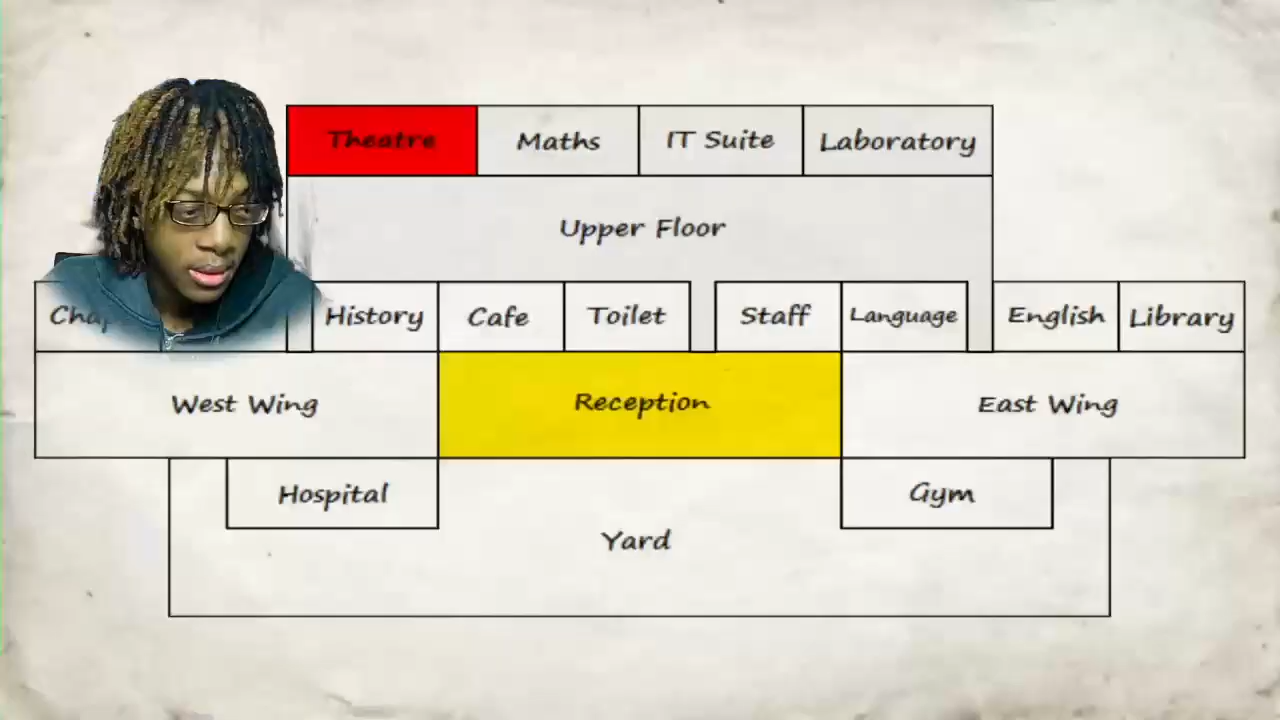 Theatre
Maths
IT Suite
Laboratory
Upper Floor
History
Cafe
Toilet
Staff
Language
English
Library
West Wing
Reception
East Wing
Hospital
Gym
Yard